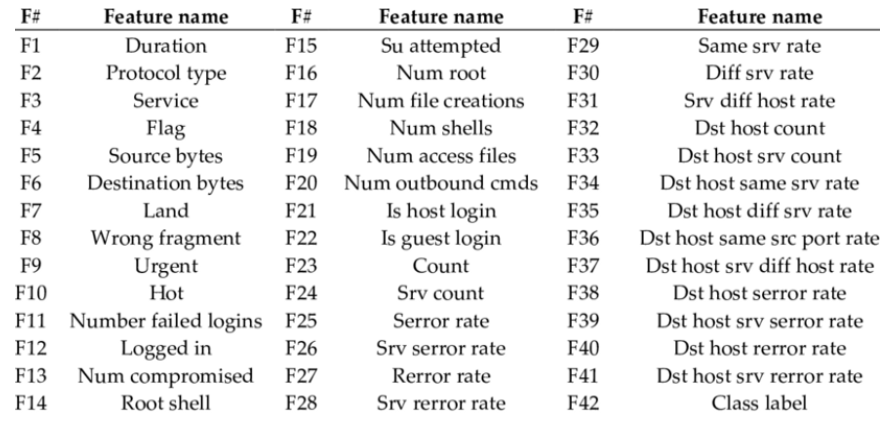 F# Feature name F# Feature name F# Feature name
F1 Duration F15 Su attempted F29 Same srv rate
F2 Protocol type F16 Num root F30 Diff srv rate
F3 Service F17 Num file creations F31 Srv diff host rate
F4 Flag F18 Num shells F32 Dst host count
F5 Source bytes F19 Num access files F33 Dst host srv count
F6 Destination bytes F20 Num outbound cmds F34 Dst host same srv rate
F7 Land F21 Is host login F35 Dst host diff srv rate
F8 Wrong fragment F22 Is guest login F36 Dst host same src port rate
F9 Urgent F23 Count F37 Dst host srv diff host rate
F10 Hot F24 Srv count F38 Dst host serror rate
F11 Number failed logins F25 Serror rate F39 Dst host srv serror rate
F12 Logged in F26 Srv serror rate F40 Dst host rerror rate
F13 Num compromised F27 Rerror rate F41 Dst host srv rerror rate
F14 Root shell F28 Srv rerror rate F42 Class label